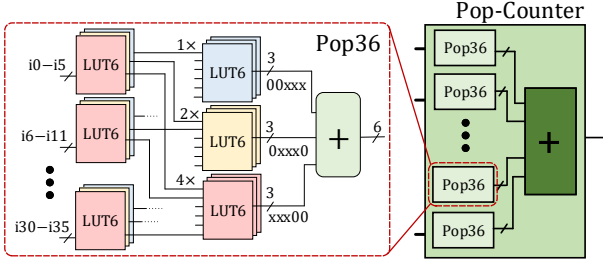 Pop-Counter
Pop36
i0−i5
LUT6
1×
LUT6
3
00xxx
i6−i11
LUT6
2×
LUT6
3
0xxx0
+
6
i30−i35
LUT6
4×
LUT6
3
xxx00
Pop36
Pop36
Pop36
Pop36
+